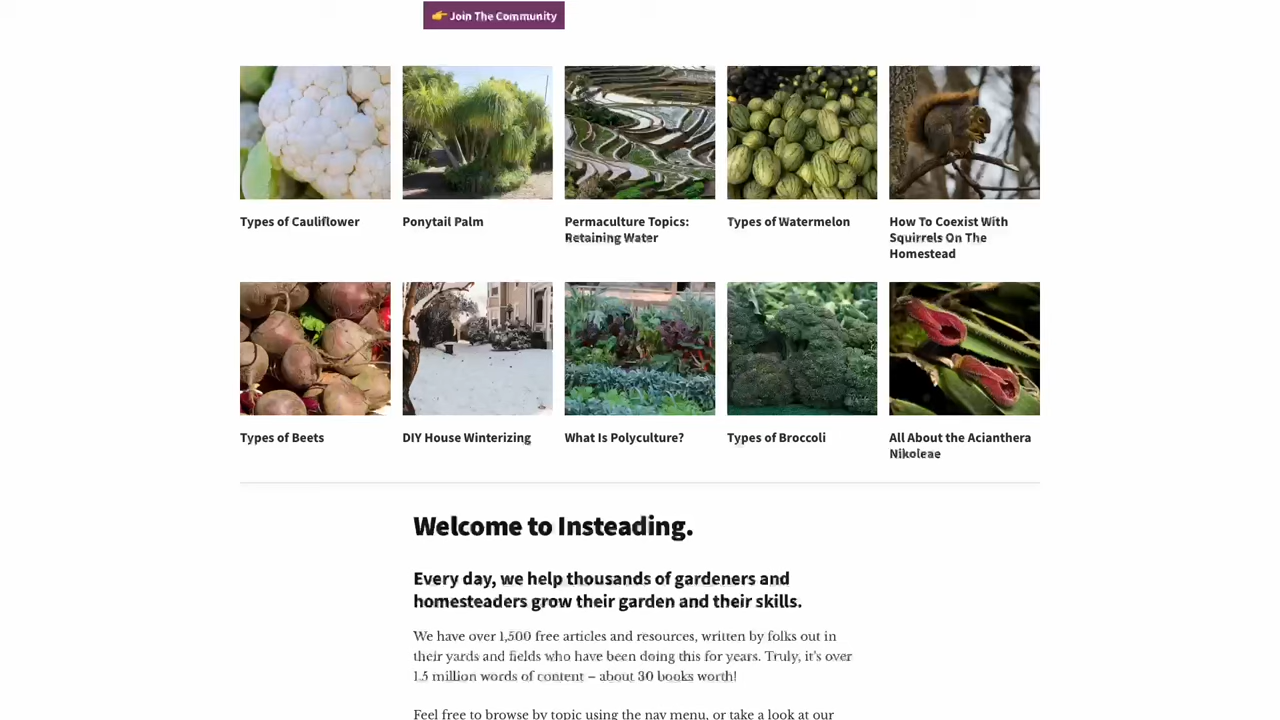 👉 Join The Community
Types of Cauliflower
Ponytail Palm
Permaculture Topics:
Retaining Water
Types of Watermelon
How To Coexist With
Squirrels On The
Homestead
Types of Beets
DIY House Winterizing
What Is Polyculture?
Types of Broccoli
All About the Acianthera
Nikoleae
Welcome to Insteading.
Every day, we help thousands of gardeners and
homesteaders grow their garden and their skills.
We have over 1,500 free articles and resources, written by folks out in
their yards and fields who have been doing this for years. Truly, it's over
1.5 million words of content – about 30 books worth!
Feel free to browse by topic using the nav menu, or take a look at our